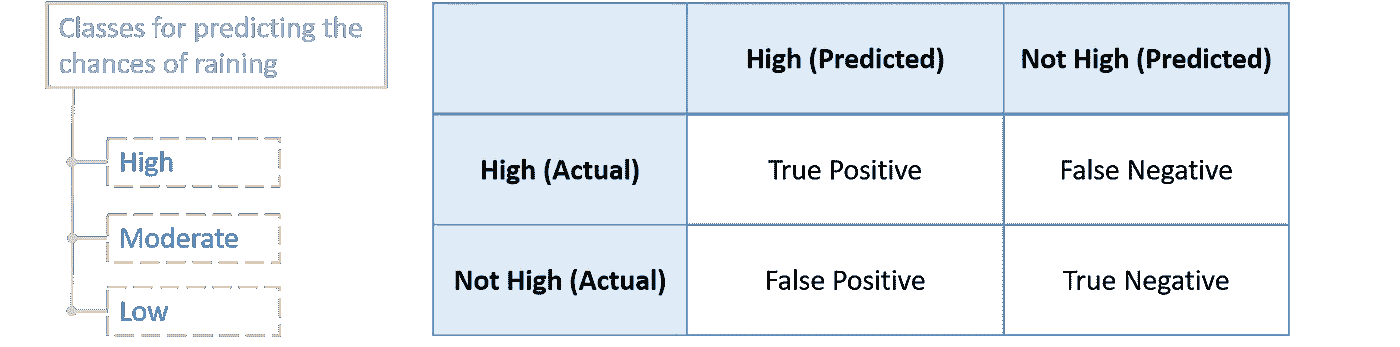 Classes for predicting the
chances of raining
High
Moderate
Low
High (Predicted) Not High (Predicted)
High (Actual) True Positive False Negative
Not High (Actual) False Positive True Negative